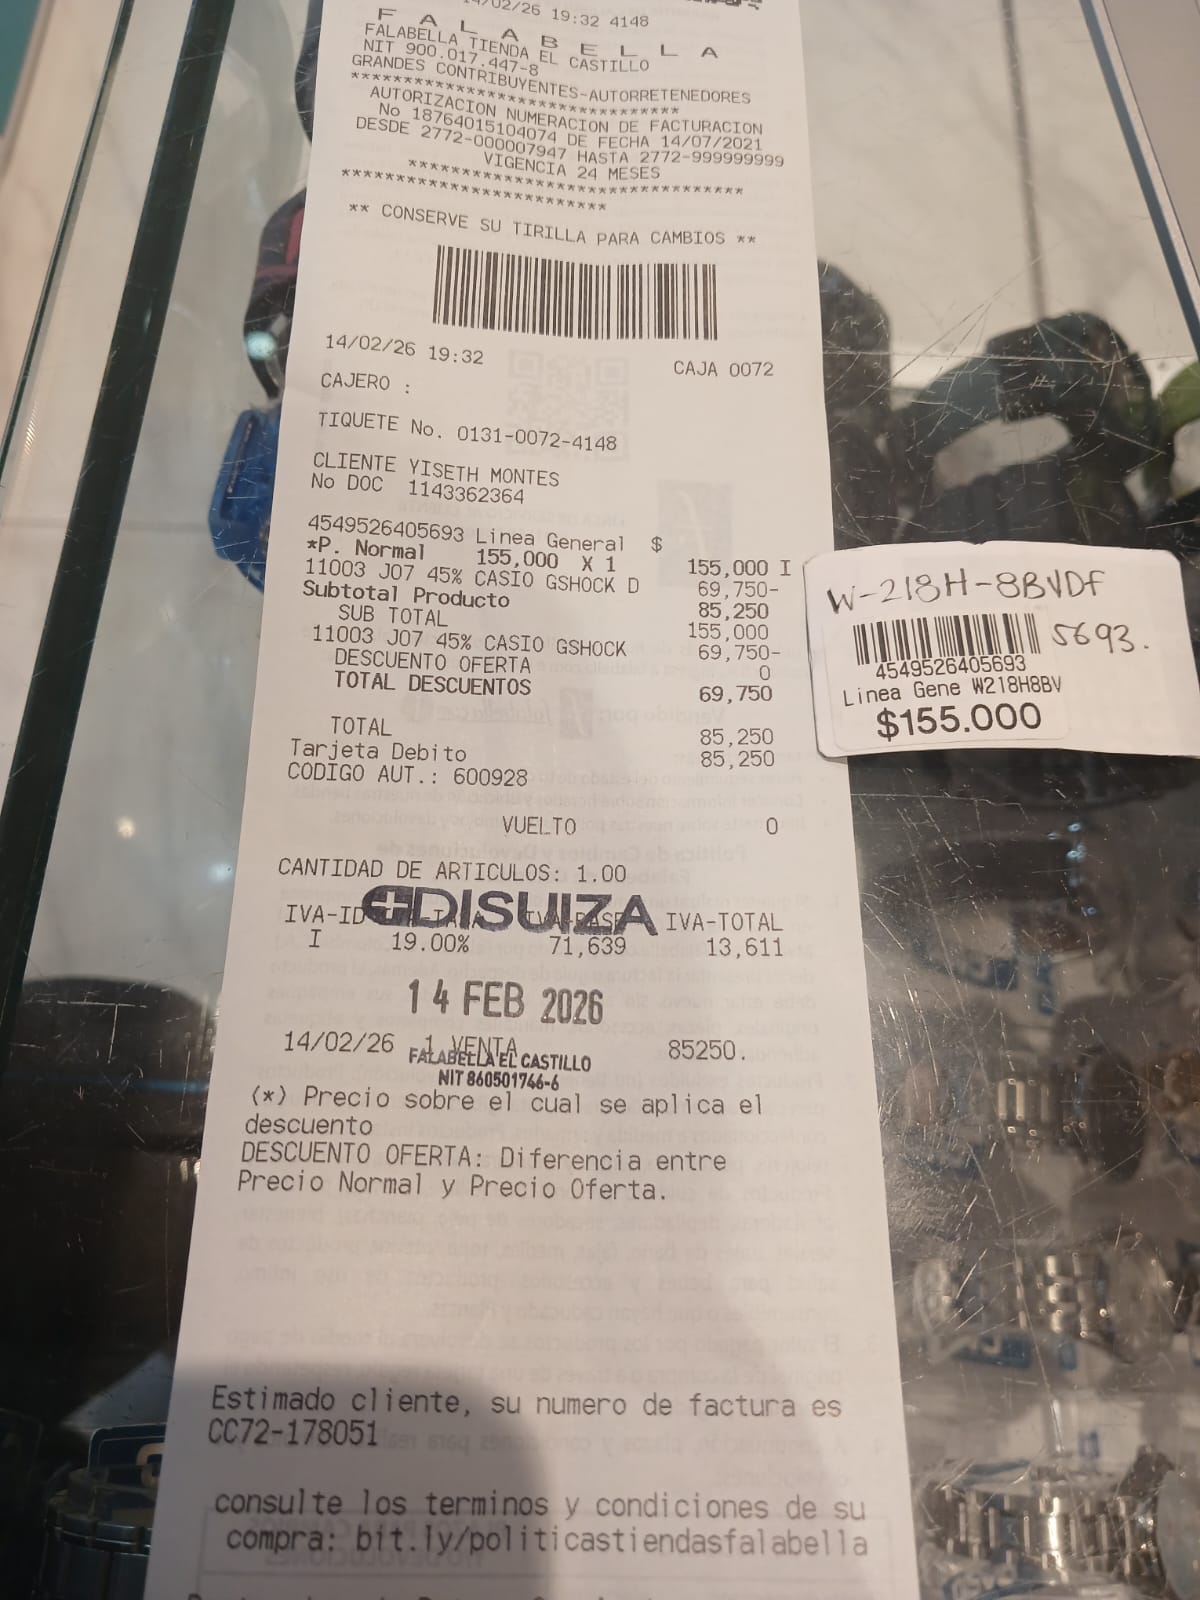 14/02/26 19:32 4148
F A L A B E L L A
FALABELLA TIENDA EL CASTILLO
NIT 900.017.447-8
GRANDES CONTRIBUYENTES-AUTORRETENEDORES
***********************************
AUTORIZACION NUMERACION DE FACTURACION
No 18764015104074 DE FECHA 14/07/2021
DESDE 2772-000007947 HASTA 2772-999999999
VIGENCIA 24 MESES
***********************************
*************************
** CONSERVE SU TIRILLA PARA CAMBIOS **
14/02/26 19:32 CAJA 0072
CAJERO :
TIQUETE No. 0131-0072-4148
CLIENTE YISETH MONTES
No DOC 1143362364
4549526405693 Linea General $
*P. Normal 155,000 X 1 155,000 I
11003 J07 45% CASIO GSHOCK D 69,750-
Subtotal Producto 85,250
SUB TOTAL 155,000
11003 J07 45% CASIO GSHOCK 69,750-
DESCUENTO OFERTA 0
TOTAL DESCUENTOS 69,750
TOTAL 85,250
Tarjeta Debito 85,250
CODIGO AUT.: 600928
VUELTO 0
CANTIDAD DE ARTICULOS: 1.00
DISUIZA
IVA-ID IVA-TASA IVA-BASE IVA-TOTAL
I 19.00% 71,639 13,611
14 FEB 2026
14/02/26 1 VENTA 85250.
FALABELLA EL CASTILLO
NIT 860501746-6
(*) Precio sobre el cual se aplica el
descuento
DESCUENTO OFERTA: Diferencia entre
Precio Normal y Precio Oferta.
Estimado cliente, su numero de factura es
CC72-178051
consulte los terminos y condiciones de su
compra: bit.ly/politicastiendasfalabella
W-218H-8BVDF
5693.
4549526405693
Linea Gene W218H8BV
$155.000